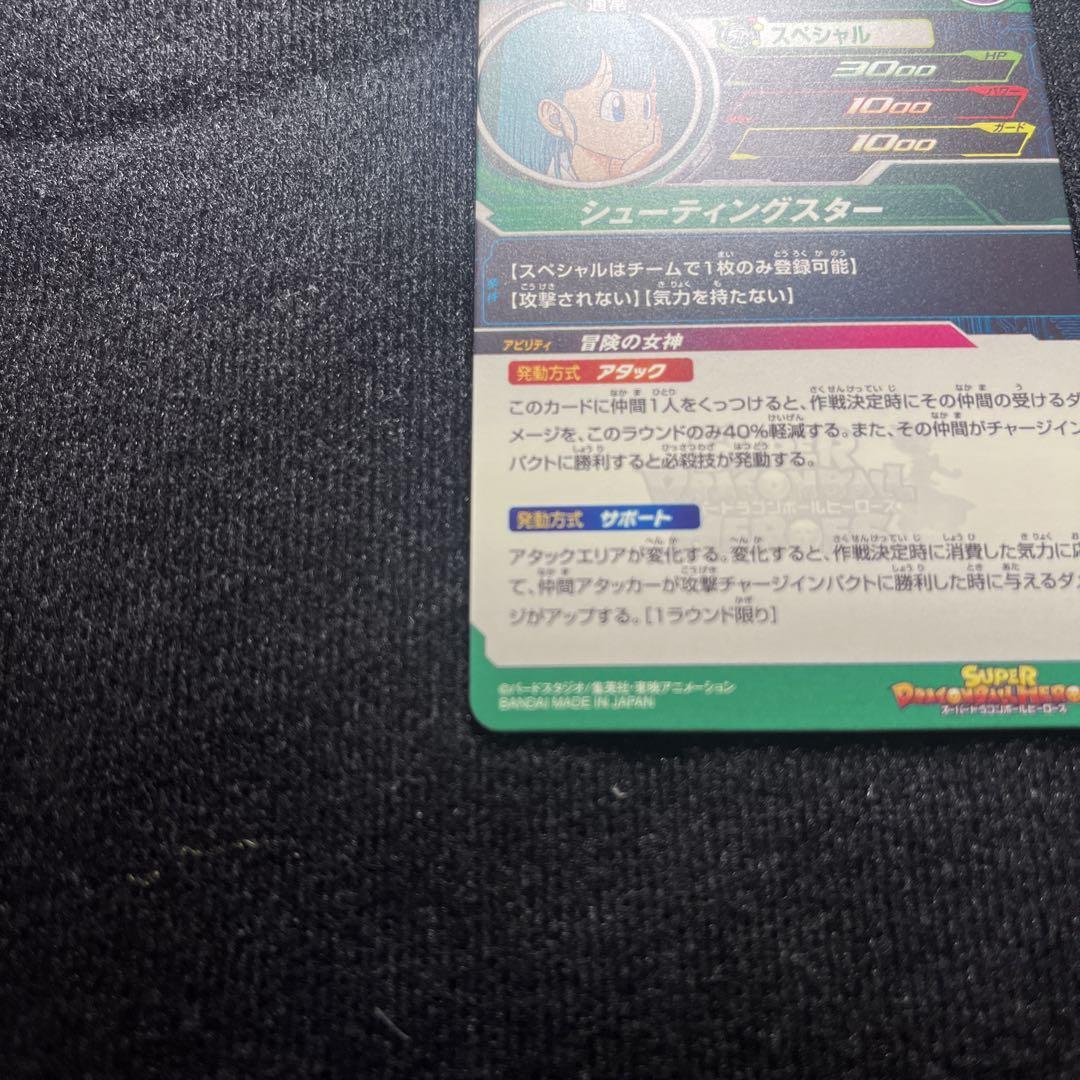 通常
スペシャル
HP
3000
パワー
1000
ガード
1000
シューティングスター
条件
【スペシャルはチームで1枚のみ登録可能】
【攻撃されない】【気力を持たない】
アビリティ 冒険の女神
発動方式 アタック
このカードに仲間1人をくっつけると、作戦決定時にその仲間の受けるダ
メージを、このラウンドのみ40%軽減する。また、その仲間がチャージイン
パクトに勝利すると必殺技が発動する。
発動方式 サポート
アタックエリアが変化する。変化すると、作戦決定時に消費した気力に応
て、仲間アタッカーが攻撃チャージインパクトに勝利した時に与えるダ
ジがアップする。[1ラウンド限り]
©バードスタジオ/集英社・東映アニメーション
BANDAI MADE IN JAPAN
SUPER
DRAGONBALL HERO
スーパードラゴンボールヒーローズ